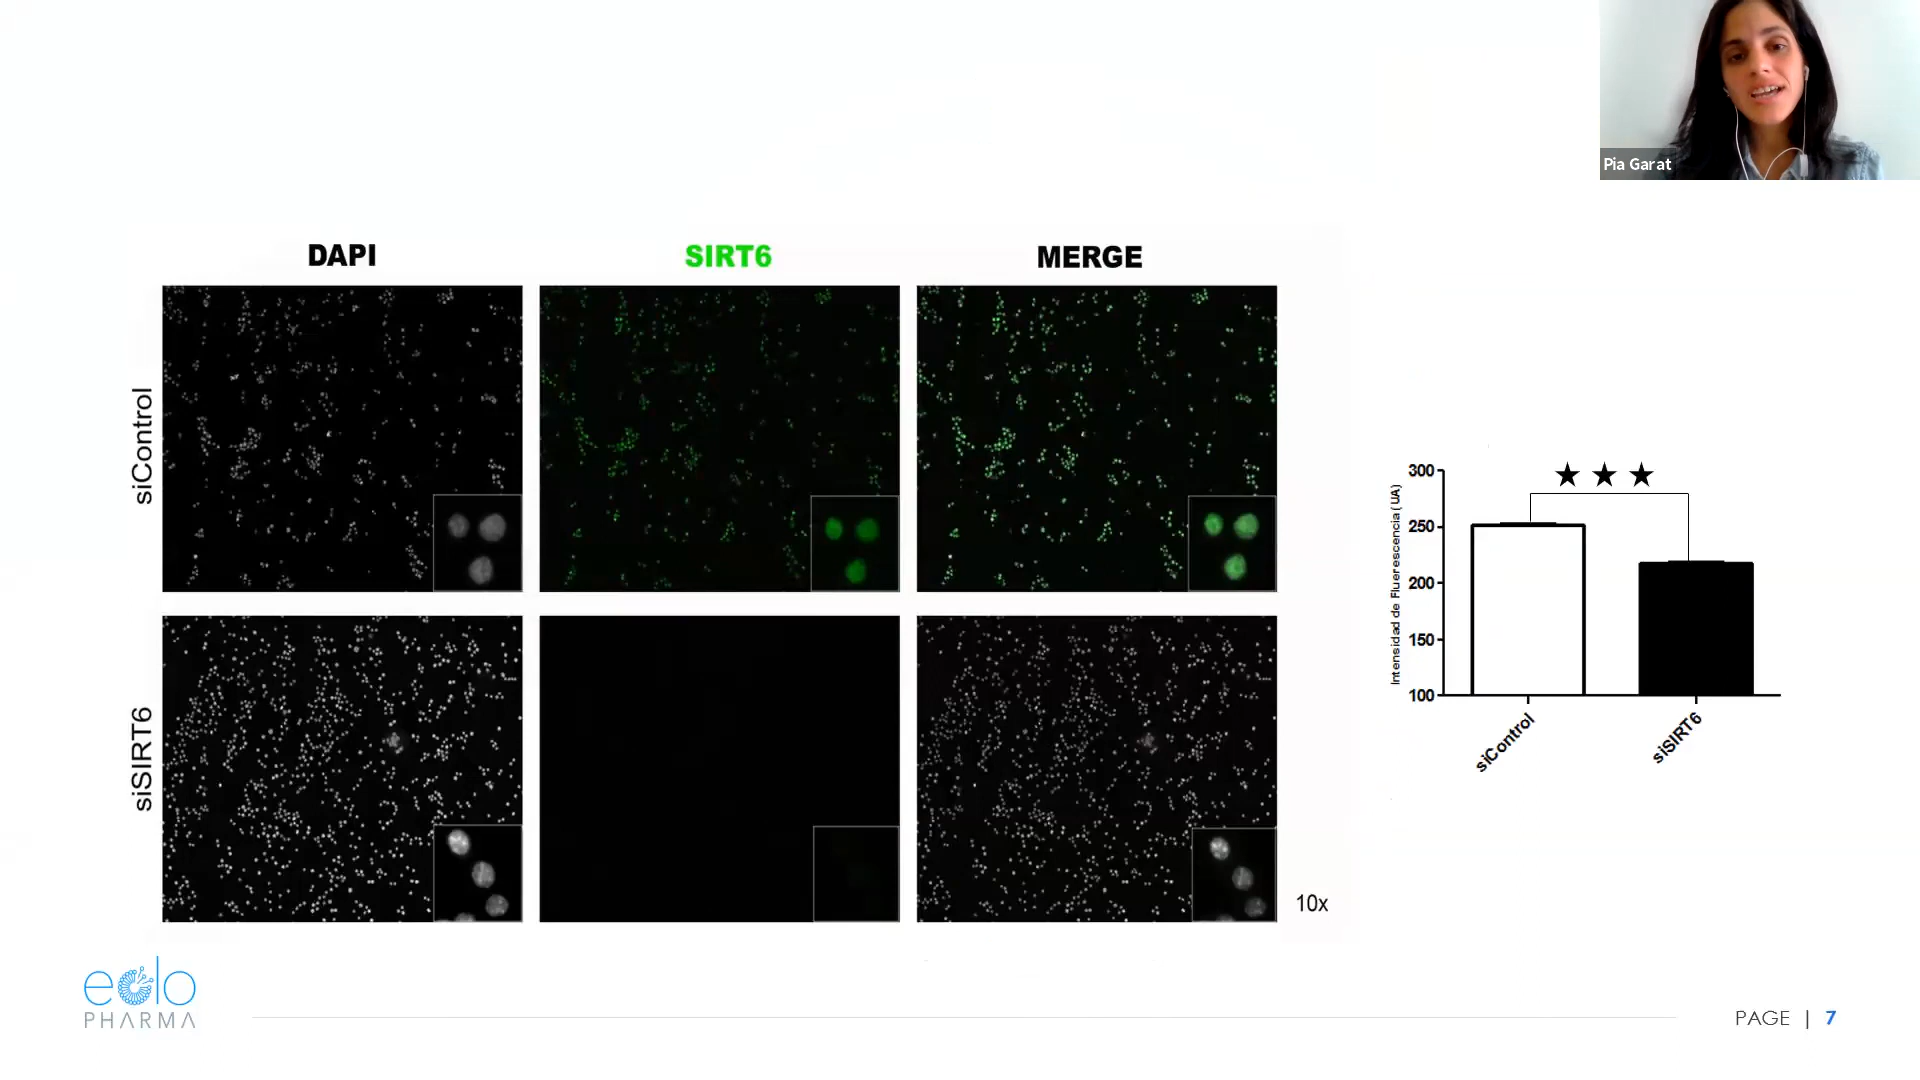 Pia Garat
DAPI
SIRT6
MERGE
siControl
siSIRT6
10x
Intensidad de Fluerescencia (UA)
300
250
200
150
100
★ ★ ★
siControl
siSIRT6
eolo
PHARMA
PAGE | 7